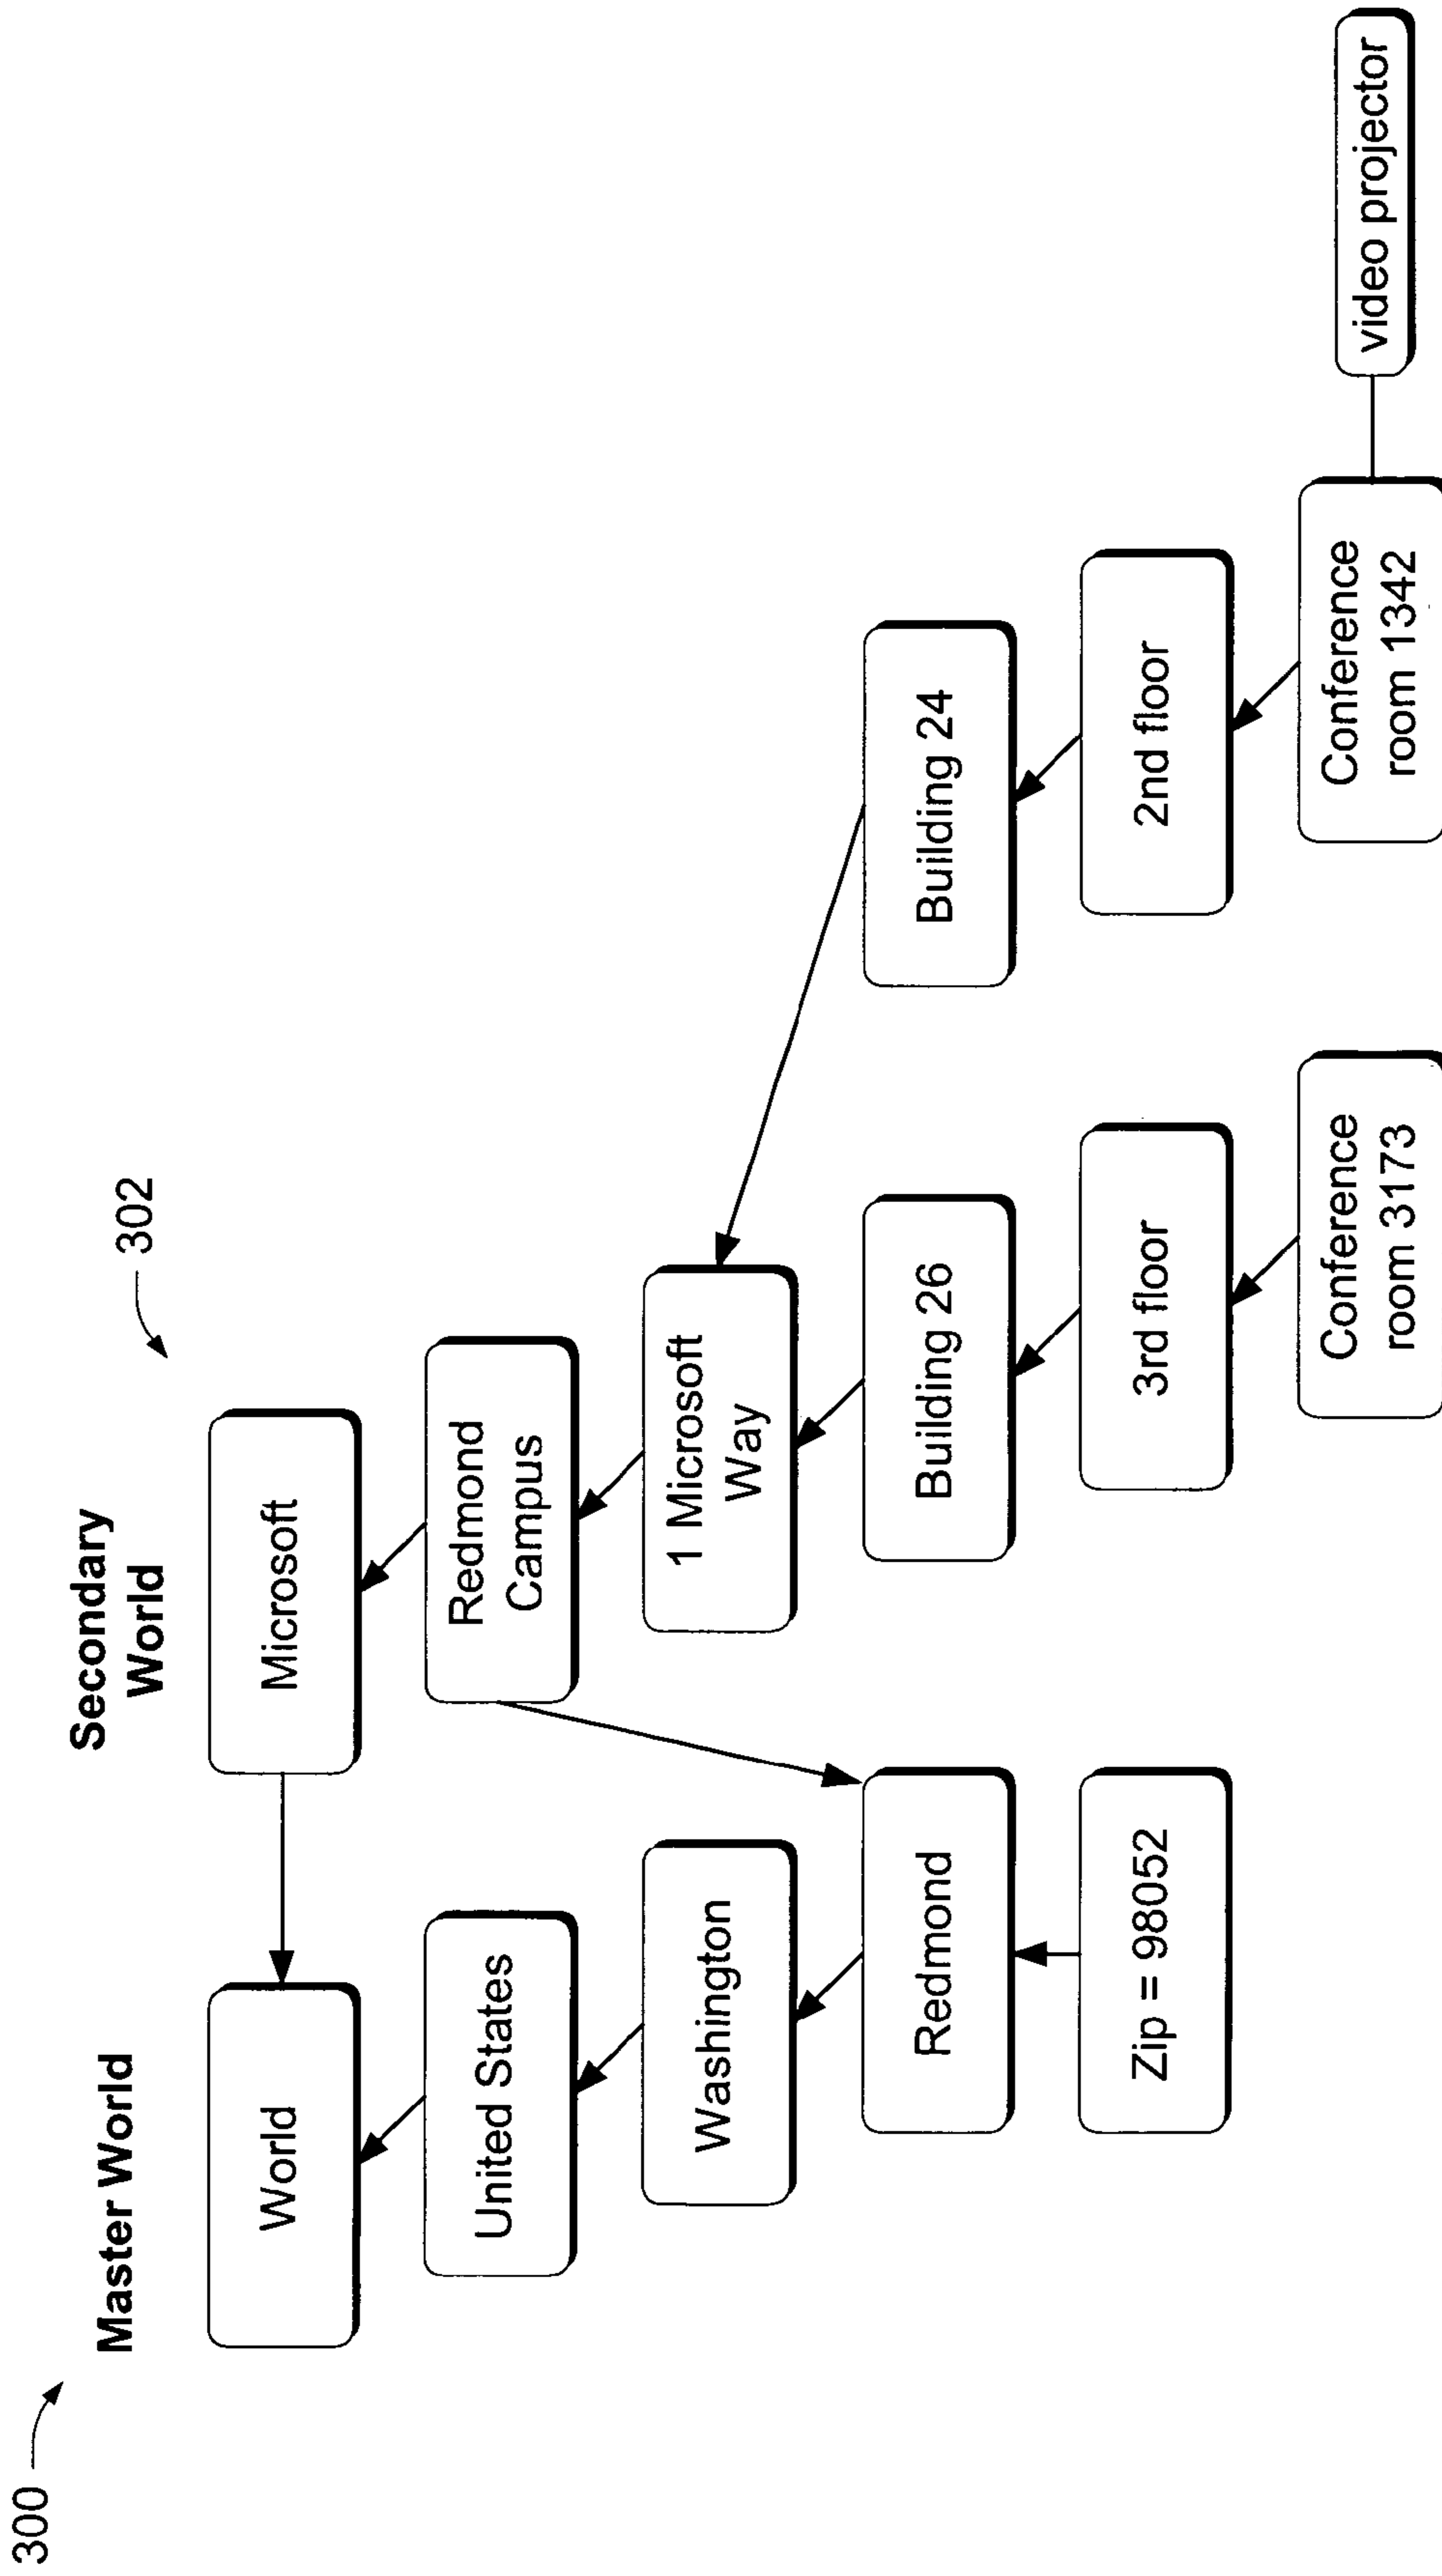 300
Master World
Secondary
World
302
World
Microsoft
United States
Redmond
Campus
Washington
1 Microsoft
Way
Redmond
Building 26
Building 24
Zip = 98052
3rd floor
2nd floor
Conference
room 3173
Conference
room 1342
video projector